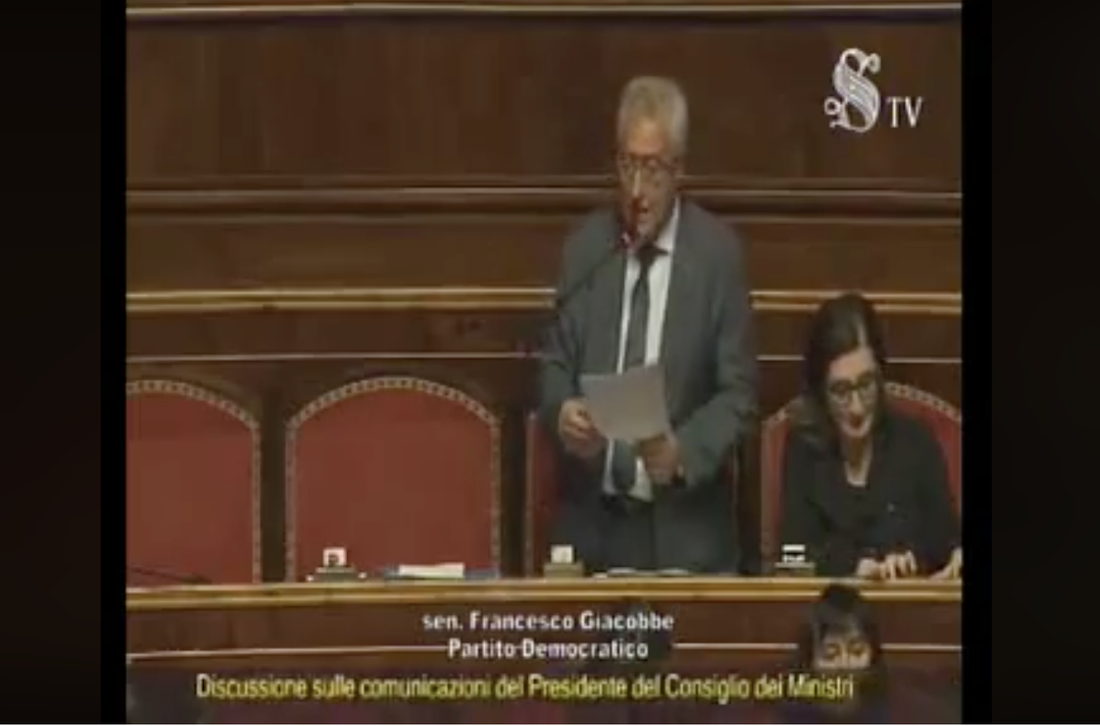 S TV
sen. Francesco Giacobbe
Partito Democratico
Discussione sulle comunicazioni del Presidente del Consiglio dei Ministri